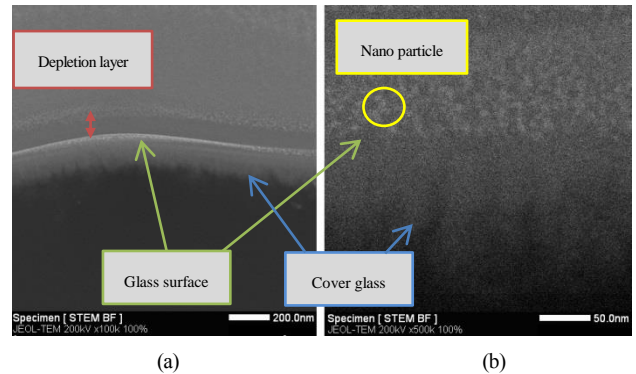 Depletion layer
Nano particle
Glass surface
Cover glass
Specimen [ STEM BF ]
JEOL-TEM 200kV x100k 100%
200.0nm
Specimen [ STEM BF ]
JEOL-TEM 200kV x500k 100%
50.0nm
(a)
(b)